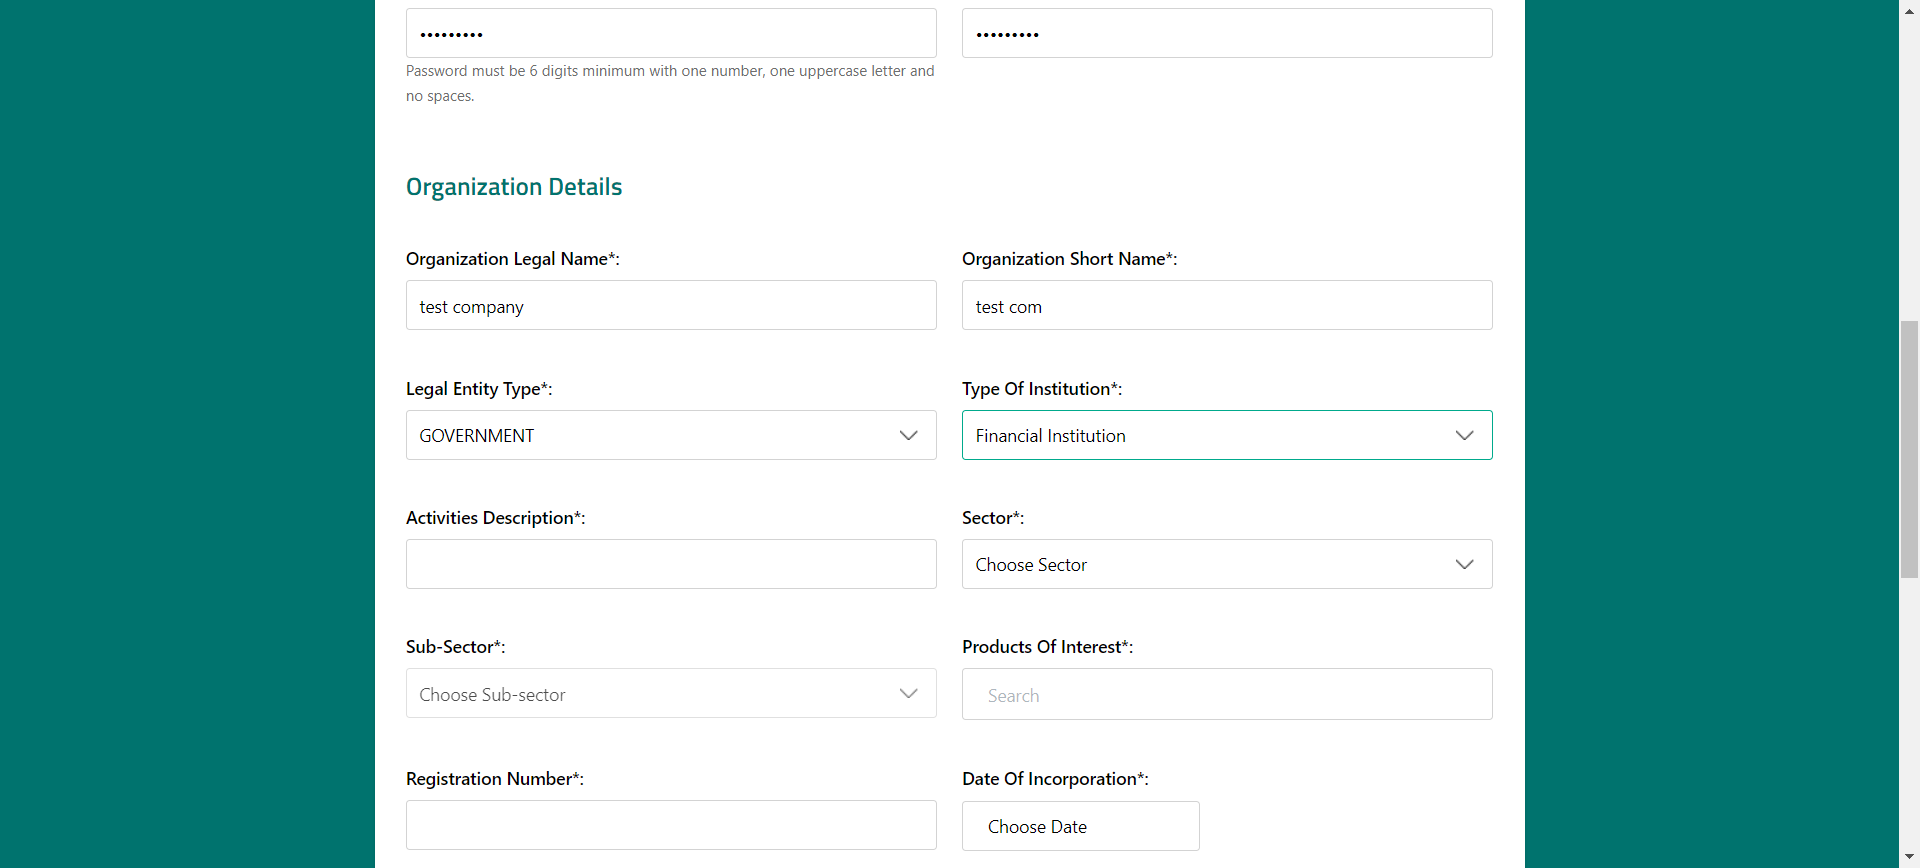 •••••••••
•••••••••
Password must be 6 digits minimum with one number, one uppercase letter and
no spaces.
Organization Details
Organization Legal Name*:
Organization Short Name*:
test company
test com
Legal Entity Type*:
Type Of Institution*:
GOVERNMENT
Financial Institution
Activities Description*:
Sector*:
Choose Sector
Sub-Sector*:
Products Of Interest*:
Choose Sub-sector
Search
Registration Number*:
Date Of Incorporation*:
Choose Date